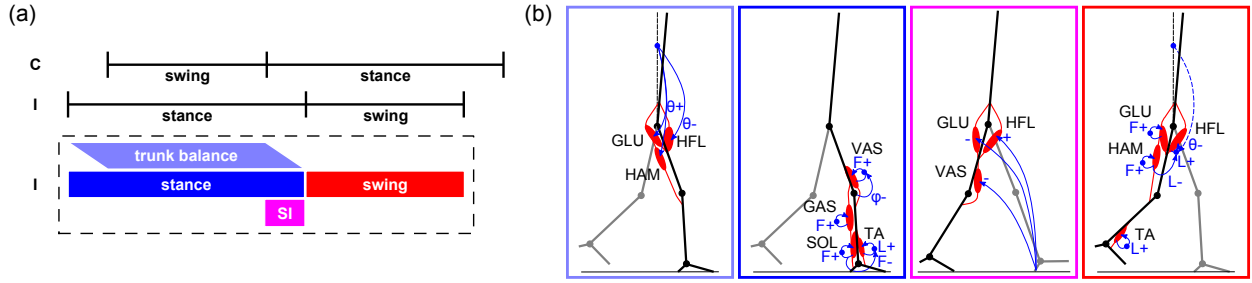 (a)
C
swing
stance
I
stance
swing
trunk balance
I
stance
swing
SI
(b)
θ+
θ-
GLU
HFL
HAM
VAS
F+
φ-
GAS
F+
SOL
TA
F+
L+
F-
GLU
HFL
-
+
VAS
-
GLU
HFL
F+
θ-
HAM
L+
F+
L-
TA
L+